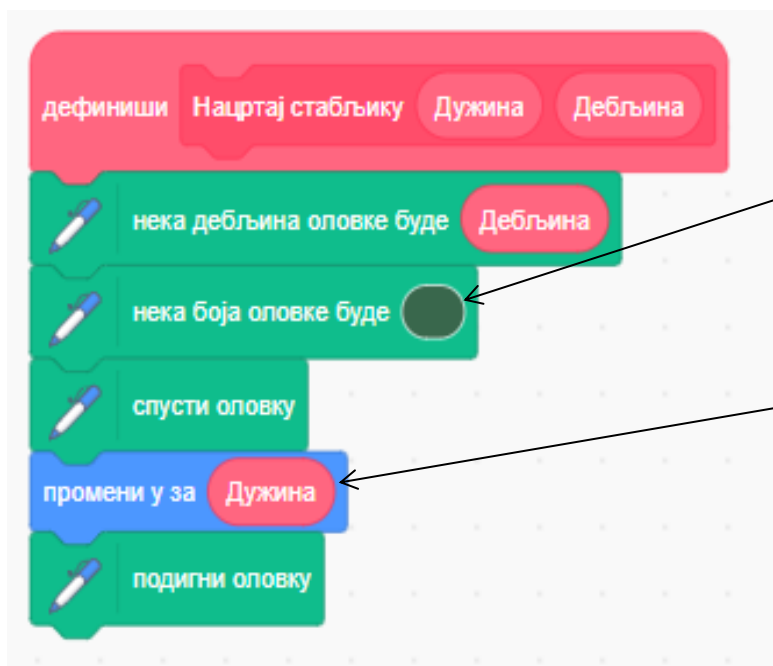 дефиниши Нацртај стабљику Дужина Дебљина
нека дебљина оловке буде Дебљина
нека боја оловке буде
спусти оловку
промени у за Дужина
подигни оловку